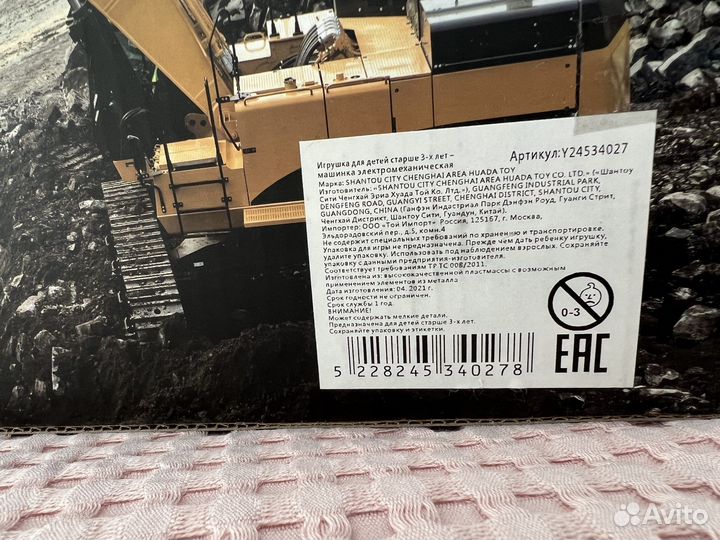 Игрушка для детей старше 3-х лет –
машинка электромеханическая
Артикул:Y24534027
Марка: SHANTOU CITY CHENGHAI AREA HUADA TOY
Изготовитель: «SHANTOU CITY CHENGHAI AREA HUADA TOY CO. LTD.» («Шантоу
Сити Ченгхай Эриа Хуада Той Ко. Лтд.»), GUANGFENG INDUSTRIAL PARK,
DENGFENG ROAD, GUANGYI STREET, CHENGHAI DISTRICT, SHANTOU CITY,
GUANGDONG, CHINA (Ганфэн Индастриал Парк Дэнфэн Роуд, Гуанги Стрит,
Ченгхай Дистрикт, Шантоу Сити, Гуандун, Китай).
Импортер: ООО «Той Импорт» Россия, 125167, г. Москва,
Эльдорадовский пер., д.5, комн.4
Не содержит специальных требований по хранению и транспортировке.
Упаковка для игры не предназначена. Прежде чем дать ребенку игрушку,
удалите упаковку. Использовать под наблюдением взрослых. Сохраняйте
упаковку с данными предприятия-изготовителя.
Соответствует требованиям ТР ТС 008/2011.
Изготовлена из: высококачественной пластмассы с возможным
применением элементов из металла
Дата изготовления: 04. 2021 г.
Срок годности не ограничен.
Срок службы 1 год.
ВНИМАНИЕ!
Может содержать мелкие детали.
Предназначена для детей старше 3-х лет.
Сохраняйте упаковку и этикетки.
0-3
EAC
5 228245 340278
Avito